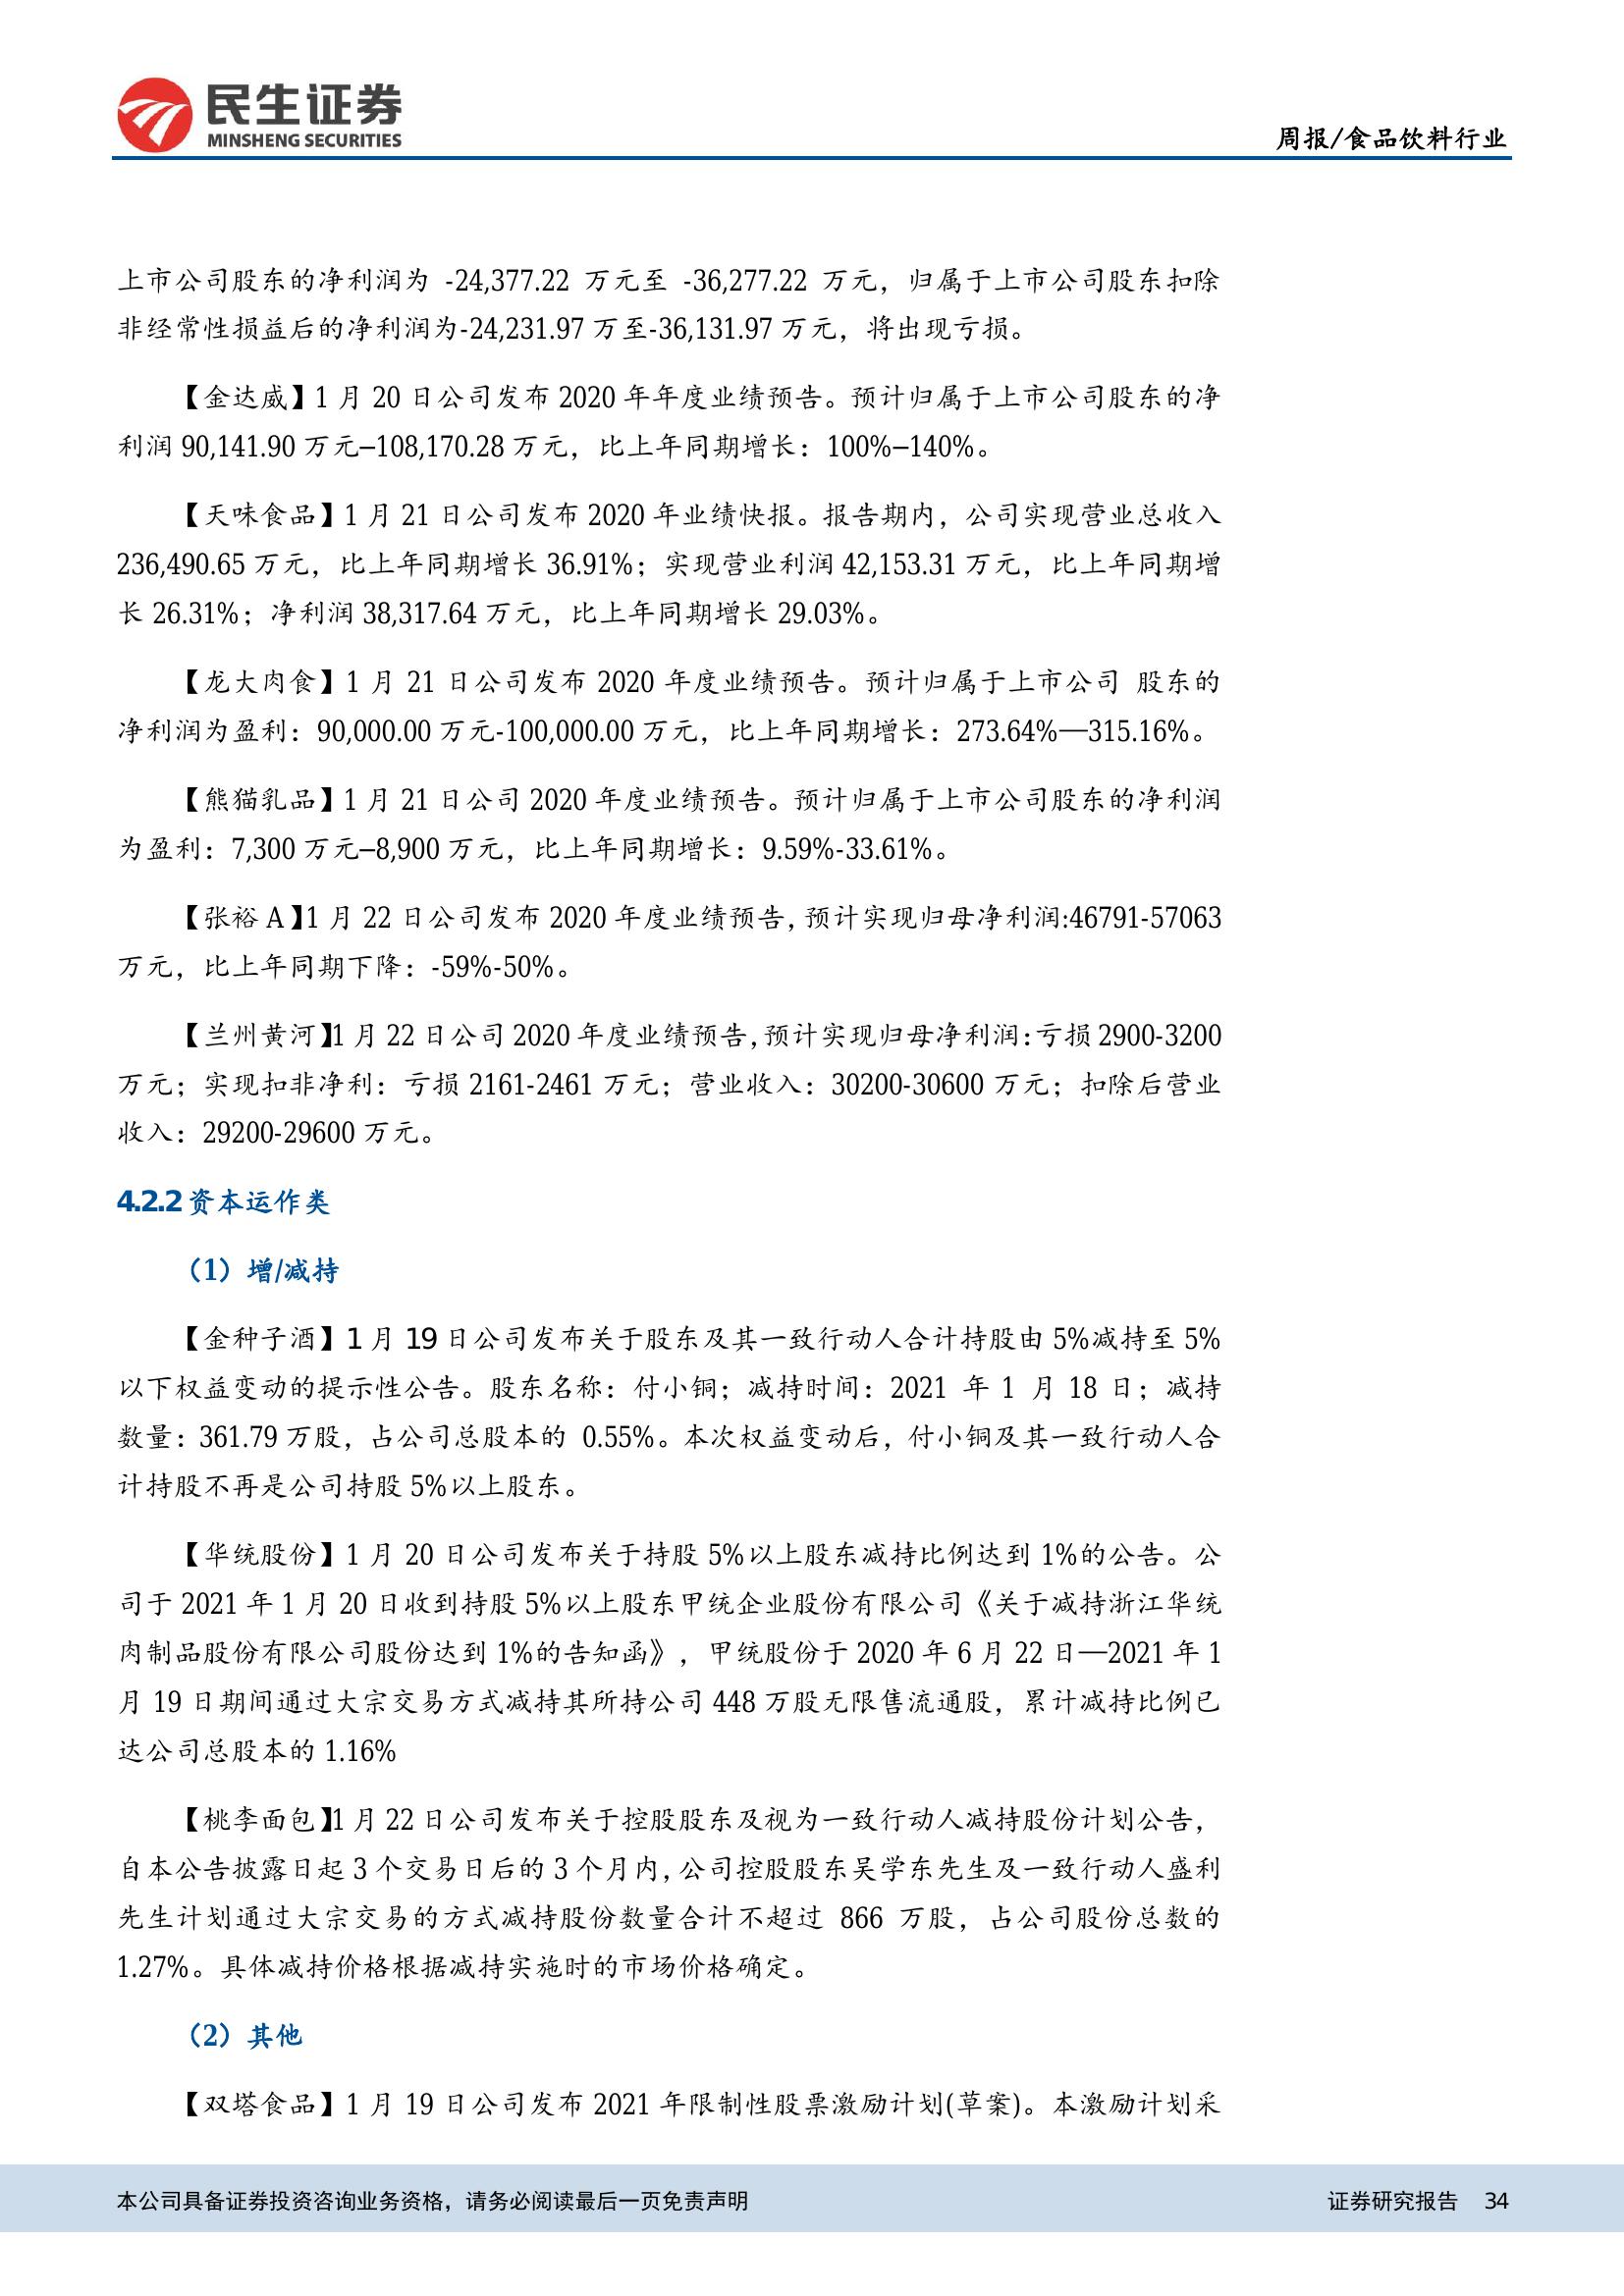 民生证券
MINSHENG SECURITIES
周报/食品饮料行业
上市公司股东的净利润为 -24,377.22 万元至 -36,277.22 万元，归属于上市公司股东扣除
非经常性损益后的净利润为-24,231.97 万至-36,131.97 万元，将出现亏损。
【金达威】1 月 20 日公司发布 2020 年年度业绩预告。预计归属于上市公司股东的净
利润 90,141.90 万元–108,170.28 万元，比上年同期增长：100%–140%。
【天味食品】1 月 21 日公司发布 2020 年业绩快报。报告期内，公司实现营业总收入
236,490.65 万元，比上年同期增长 36.91%；实现营业利润 42,153.31 万元，比上年同期增
长 26.31%；净利润 38,317.64 万元，比上年同期增长 29.03%。
【龙大肉食】1 月 21 日公司发布 2020 年度业绩预告。预计归属于上市公司 股东的
净利润为盈利：90,000.00 万元-100,000.00 万元，比上年同期增长：273.64%—315.16%。
【熊猫乳品】1 月 21 日公司 2020 年度业绩预告。预计归属于上市公司股东的净利润
为盈利：7,300 万元–8,900 万元，比上年同期增长：9.59%-33.61%。
【张裕 A】1 月 22 日公司发布 2020 年度业绩预告，预计实现归母净利润:46791-57063
万元，比上年同期下降：-59%-50%。
【兰州黄河】1 月 22 日公司 2020 年度业绩预告，预计实现归母净利润：亏损 2900-3200
万元；实现扣非净利：亏损 2161-2461 万元；营业收入：30200-30600 万元；扣除后营业
收入：29200-29600 万元。
4.2.2 资本运作类
（1）增/减持
【金种子酒】1 月 19 日公司发布关于股东及其一致行动人合计持股由 5%减持至 5%
以下权益变动的提示性公告。股东名称：付小铜；减持时间：2021 年 1 月 18 日；减持
数量：361.79 万股，占公司总股本的 0.55%。本次权益变动后，付小铜及其一致行动人合
计持股不再是公司持股 5%以上股东。
【华统股份】1 月 20 日公司发布关于持股 5%以上股东减持比例达到 1%的公告。公
司于 2021 年 1 月 20 日收到持股 5%以上股东甲统企业股份有限公司《关于减持浙江华统
肉制品股份有限公司股份达到 1%的告知函》，甲统股份于 2020 年 6 月 22 日—2021 年 1
月 19 日期间通过大宗交易方式减持其所持公司 448 万股无限售流通股，累计减持比例已
达公司总股本的 1.16%
【桃李面包】1 月 22 日公司发布关于控股股东及视为一致行动人减持股份计划公告，
自本公告披露日起 3 个交易日后的 3 个月内，公司控股股东吴学东先生及一致行动人盛利
先生计划通过大宗交易的方式减持股份数量合计不超过 866 万股，占公司股份总数的
1.27%。具体减持价格根据减持实施时的市场价格确定。
（2）其他
【双塔食品】1 月 19 日公司发布 2021 年限制性股票激励计划(草案)。本激励计划采
本公司具备证券投资咨询业务资格，请务必阅读最后一页免责声明
证券研究报告 34